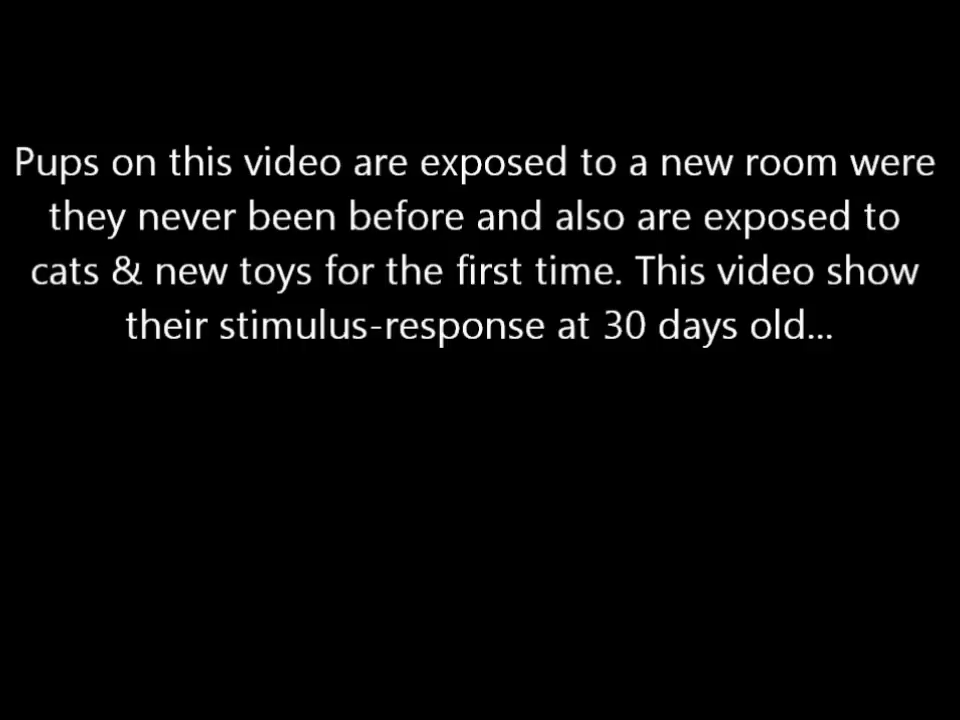 Pups on this video are exposed to a new room were
they never been before and also are exposed to
cats & new toys for the first time. This video show
their stimulus-response at 30 days old...